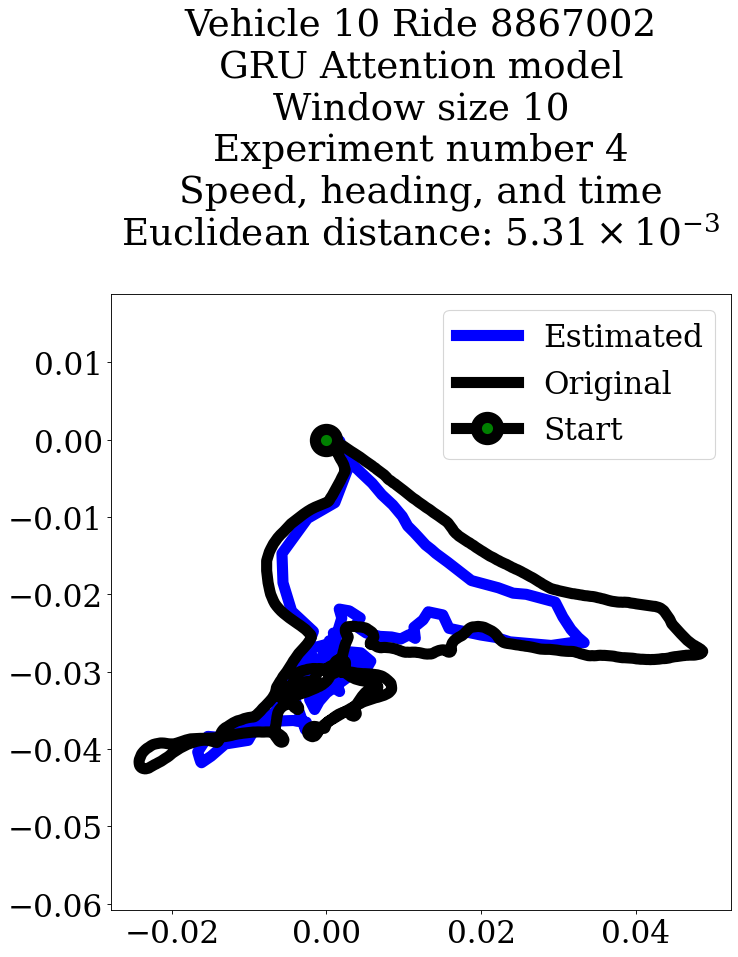 Vehicle 10 Ride 8867002
GRU Attention model
Window size 10
Experiment number 4
Speed, heading, and time
Euclidean distance: 5.31 × 10⁻³
Estimated
Original
Start
0.01
0.00
−0.01
−0.02
−0.03
−0.04
−0.05
−0.06
−0.02
0.00
0.02
0.04